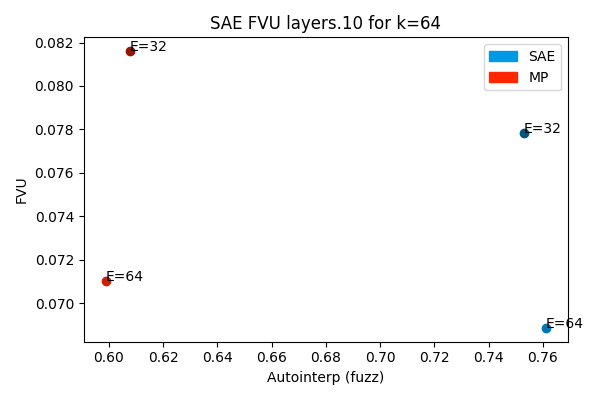 SAE FVU layers.10 for k=64
SAE
MP
E=32
E=32
E=64
E=64
0.082
0.080
0.078
0.076
0.074
0.072
0.070
FVU
0.60 0.62 0.64 0.66 0.68 0.70 0.72 0.74 0.76
Autointerp (fuzz)